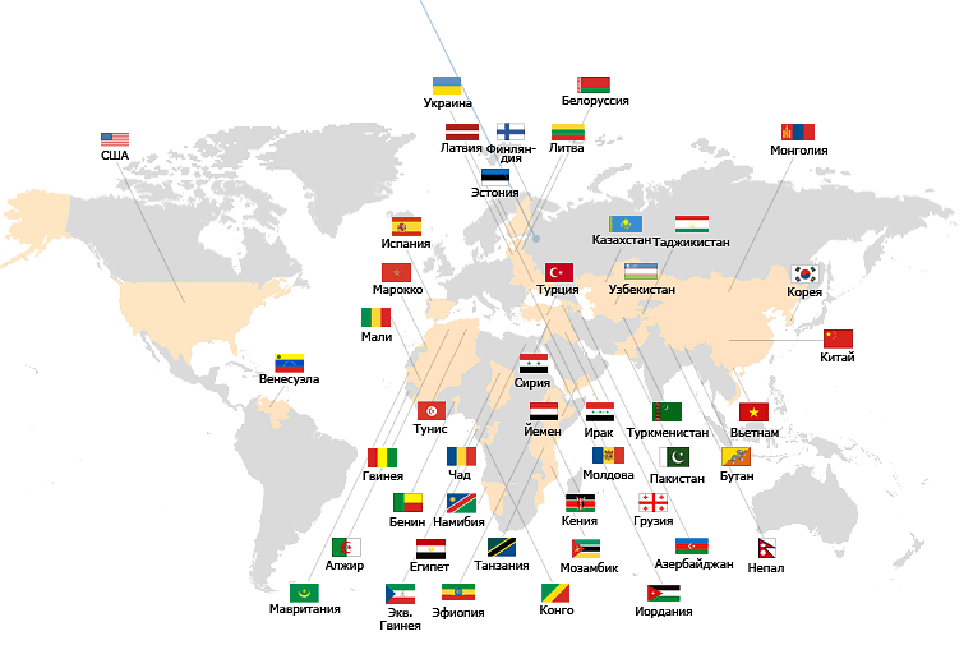 Украина
Белоруссия
США
Латвия
Финлян-
дия
Литва
Монголия
Эстония
Испания
Казахстан
Таджикистан
Марокко
Турция
Узбекистан
Корея
Мали
Китай
Венесуэла
Сирия
Тунис
Йемен
Ирак
Туркменистан
Вьетнам
Гвинея
Чад
Молдова
Пакистан
Бутан
Бенин
Намибия
Кения
Грузия
Алжир
Египет
Танзания
Мозамбик
Азербайджан
Непал
Мавритания
Экв.
Гвинея
Эфиопия
Конго
Иордания